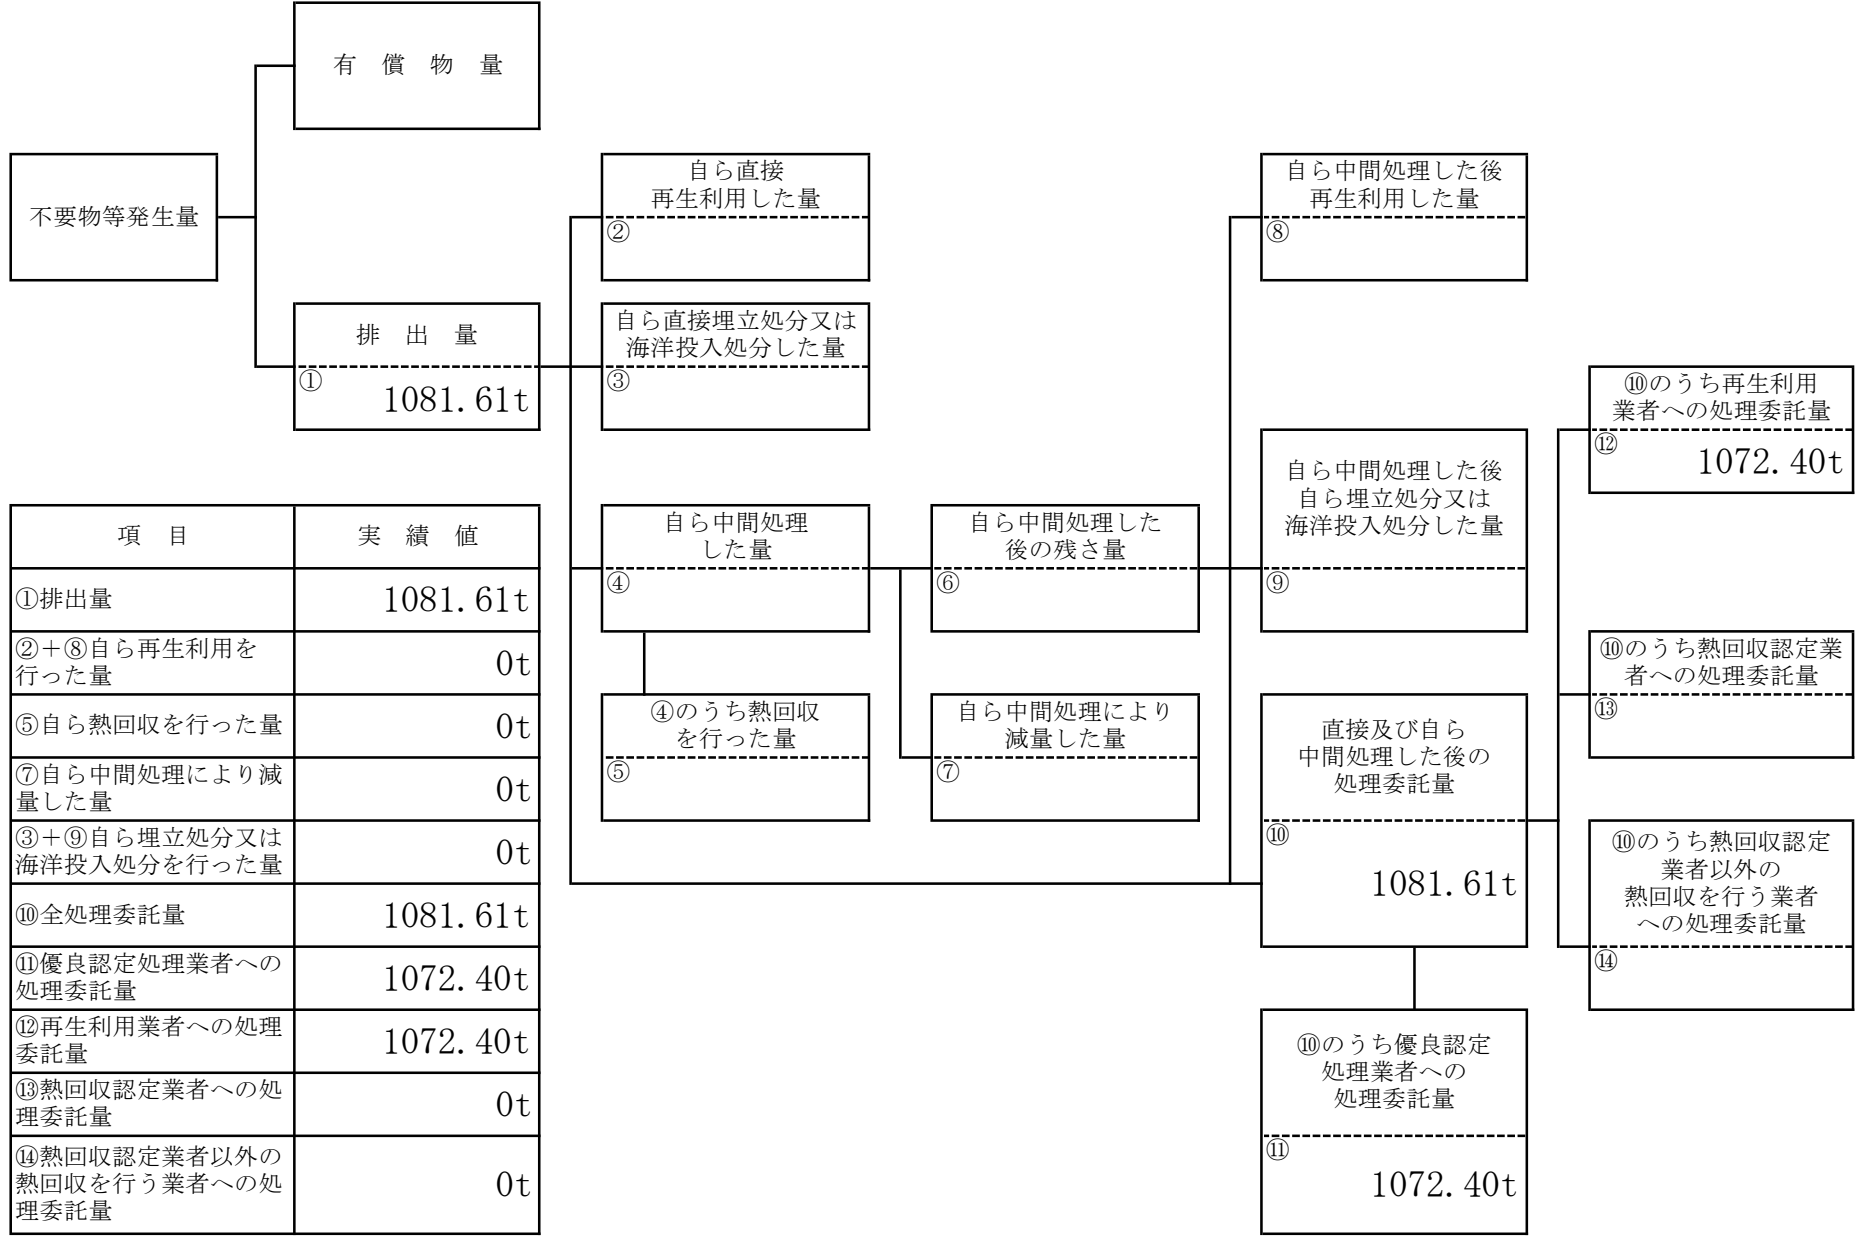 有 償 物 量
不要物等発生量
排 出 量
①
1081.61t
自ら直接
再生利用した量
②
自ら直接埋立処分又は
海洋投入処分した量
③
自ら中間処理
した量
④
④のうち熱回収
を行った量
⑤
自ら中間処理した
後の残さ量
⑥
自ら中間処理により
減量した量
⑦
自ら中間処理した後
再生利用した量
⑧
自ら中間処理した後
自ら埋立処分又は
海洋投入処分した量
⑨
直接及び自ら
中間処理した後の
処理委託量
⑩
1081.61t
⑩のうち優良認定
処理業者への
処理委託量
⑪
1072.40t
⑩のうち再生利用
業者への処理委託量
⑫
1072.40t
⑩のうち熱回収認定業
者への処理委託量
⑬
⑩のうち熱回収認定
業者以外の
熱回収を行う業者
への処理委託量
⑭
項 目 実 績 値
①排出量 1081.61t
②+⑧自ら再生利用を
行った量 0t
⑤自ら熱回収を行った量 0t
⑦自ら中間処理により減
量した量 0t
③+⑨自ら埋立処分又は
海洋投入処分を行った量 0t
⑩全処理委託量 1081.61t
⑪優良認定処理業者への
処理委託量 1072.40t
⑫再生利用業者への処理
委託量 1072.40t
⑬熱回収認定業者への処
理委託量 0t
⑭熱回収認定業者以外の
熱回収を行う業者への処
理委託量 0t